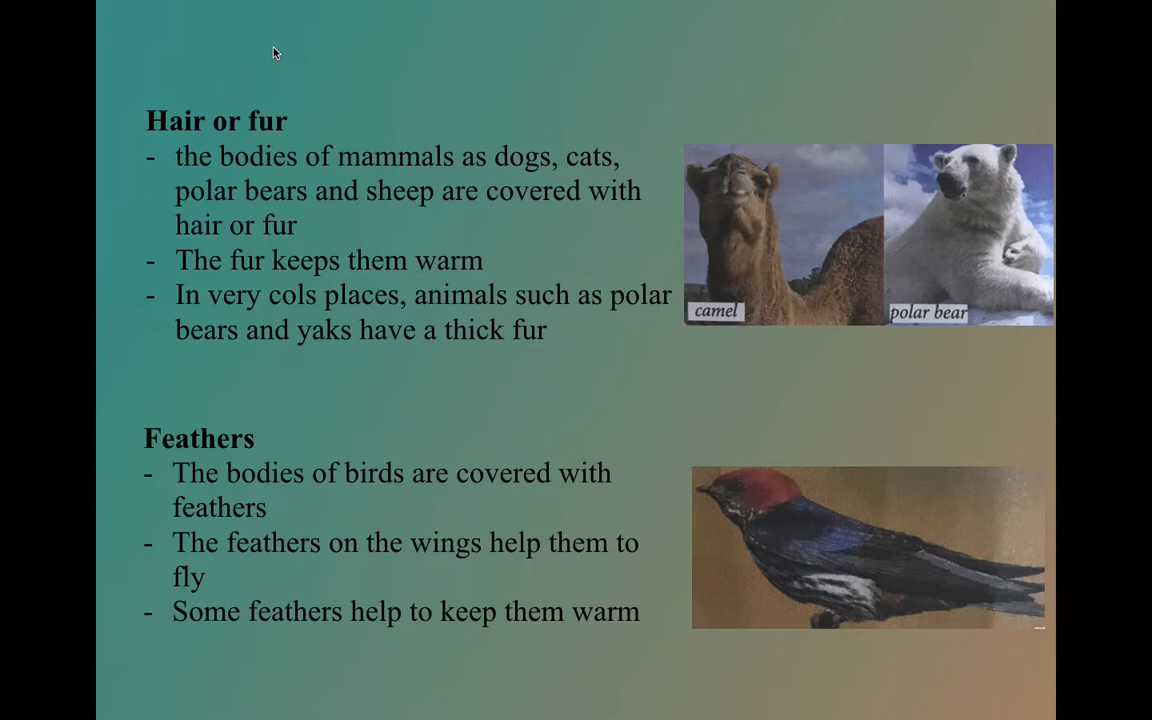 Hair or fur
- the bodies of mammals as dogs, cats,
polar bears and sheep are covered with
hair or fur
- The fur keeps them warm
- In very cols places, animals such as polar
bears and yaks have a thick fur
camel
polar bear
Feathers
- The bodies of birds are covered with
feathers
- The feathers on the wings help them to
fly
- Some feathers help to keep them warm